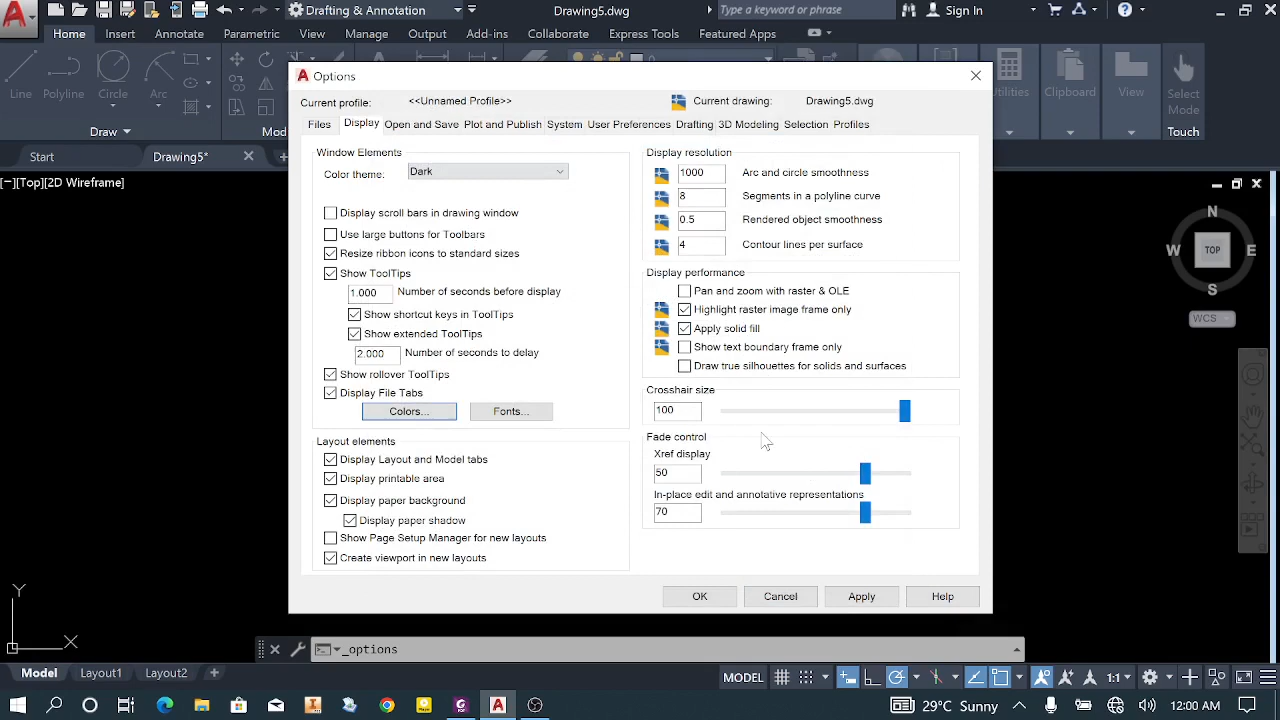 Drafting & Annotation
Drawing5.dwg
Type a keyword or phrase
Sign In
Home Insert Annotate Parametric View Manage Output Add-ins Collaborate Express Tools Featured Apps
Line Polyline Circle Arc
Utilities Clipboard View Select Mode
Draw
Touch
Start Drawing5*
[−][Top][2D Wireframe]
Options
Current profile: <<Unnamed Profile>> Current drawing: Drawing5.dwg
Files Display Open and Save Plot and Publish System User Preferences Drafting 3D Modeling Selection Profiles
Window Elements
Color theme: Dark
Display scroll bars in drawing window
Use large buttons for Toolbars
Resize ribbon icons to standard sizes
Show ToolTips
1.000 Number of seconds before display
Show shortcut keys in ToolTips
Show extended ToolTips
2.000 Number of seconds to delay
Show rollover ToolTips
Display File Tabs
Colors... Fonts...
Layout elements
Display Layout and Model tabs
Display printable area
Display paper background
Display paper shadow
Show Page Setup Manager for new layouts
Create viewport in new layouts
Display resolution
1000 Arc and circle smoothness
8 Segments in a polyline curve
0.5 Rendered object smoothness
4 Contour lines per surface
Display performance
Pan and zoom with raster & OLE
Highlight raster image frame only
Apply solid fill
Show text boundary frame only
Draw true silhouettes for solids and surfaces
Crosshair size
100
Fade control
Xref display
50
In-place edit and annotative representations
70
OK Cancel Apply Help
N
W TOP E
S
WCS
Y
X
_options
Model Layout1 Layout2
MODEL
1:1
29°C Sunny
12:00 AM